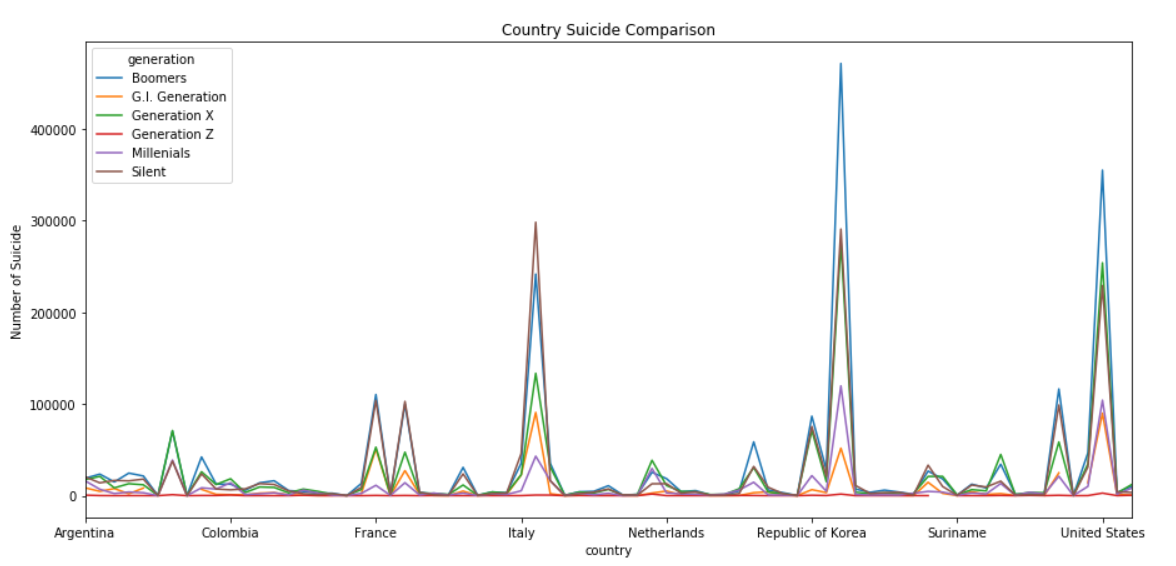 Country Suicide Comparison
generation
Boomers
G.I. Generation
Generation X
Generation Z
Millenials
Silent
Number of Suicide
400000
300000
200000
100000
0
Argentina Colombia France Italy Netherlands Republic of Korea Suriname United States
country